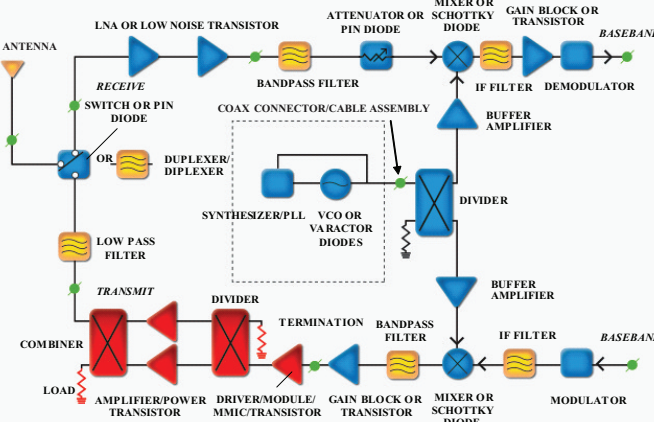 MIXER OR
SCHOTTKY
DIODE
GAIN BLOCK OR
TRANSISTOR
ATTENUATOR OR
PIN DIODE
LNA OR LOW NOISE TRANSISTOR
BASEBAND
ANTENNA
RECEIVE
BANDPASS FILTER
IF FILTER
DEMODULATOR
SWITCH OR PIN
DIODE
COAX CONNECTOR/CABLE ASSEMBLY
BUFFER
AMPLIFIER
OR
DUPLEXER/
DIPLEXER
DIVIDER
SYNTHESIZER/PLL
VCO OR
VARACTOR
DIODES
LOW PASS
FILTER
TRANSMIT
DIVIDER
BUFFER
AMPLIFIER
TERMINATION
BANDPASS
FILTER
IF FILTER
BASEBAND
COMBINER
LOAD
AMPLIFIER/POWER
TRANSISTOR
DRIVER/MODULE/
MMIC/TRANSISTOR
GAIN BLOCK OR
TRANSISTOR
MIXER OR
SCHOTTKY
DIODE
MODULATOR